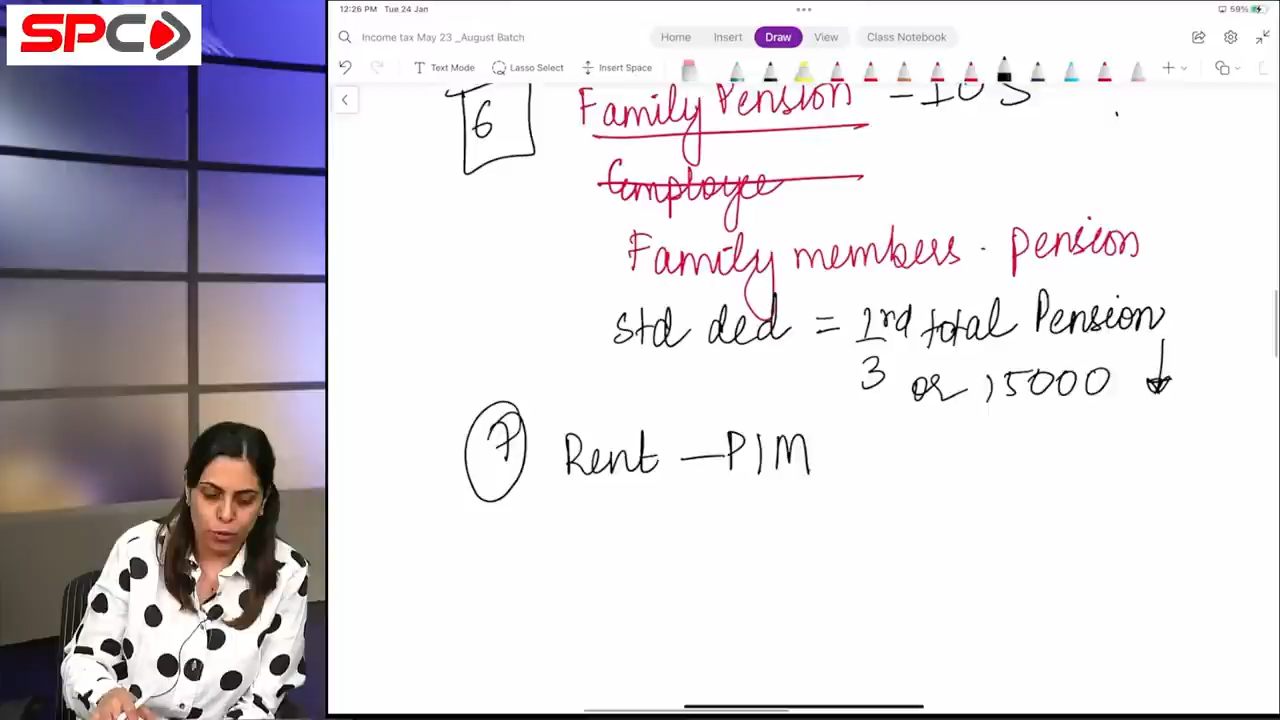 SPC
12:26 PM Tue 24 Jan
59%
Income tax May 23 _August Batch
Home Insert Draw View Class Notebook
Text Mode Lasso Select Insert Space
6 Family Pension - IOS
Employee
Family members. pension
std ded = 1rd total Pension
3 or 15000
7 Rent - PIM